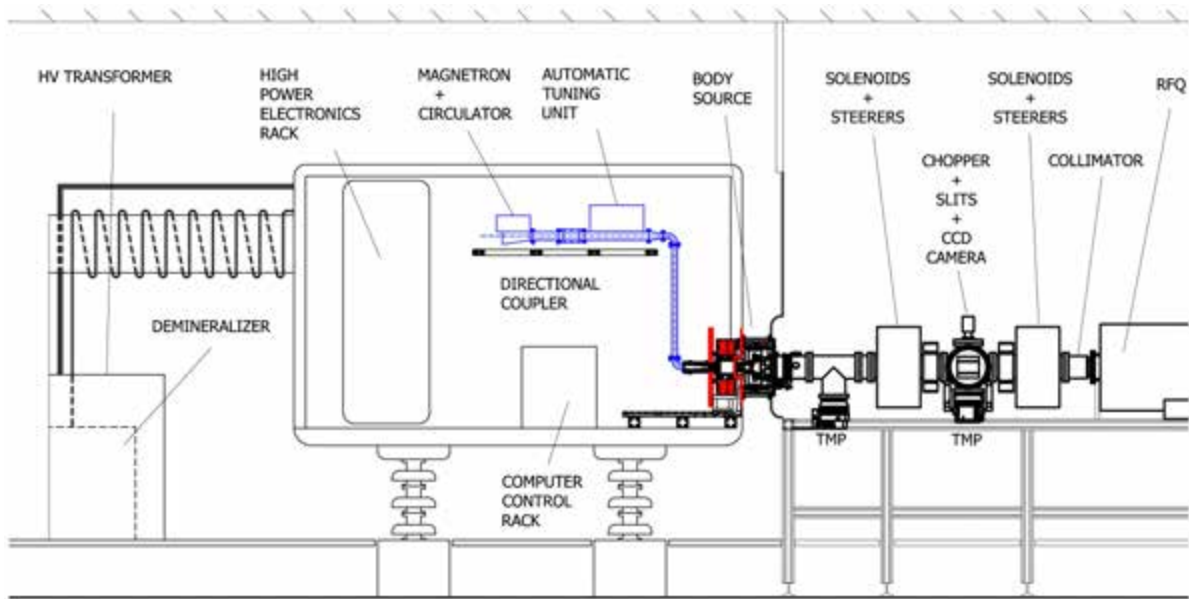 HV TRANSFORMER
HIGH
POWER
ELECTRONICS
RACK
MAGNETRON
+
CIRCULATOR
AUTOMATIC
TUNING
UNIT
BODY
SOURCE
SOLENOIDS
+
STEERERS
SOLENOIDS
+
STEERERS
RFQ
CHOPPER
+
SLITS
+
CCD
CAMERA
COLLIMATOR
DIRECTIONAL
COUPLER
DEMINERALIZER
TMP
TMP
COMPUTER
CONTROL
RACK